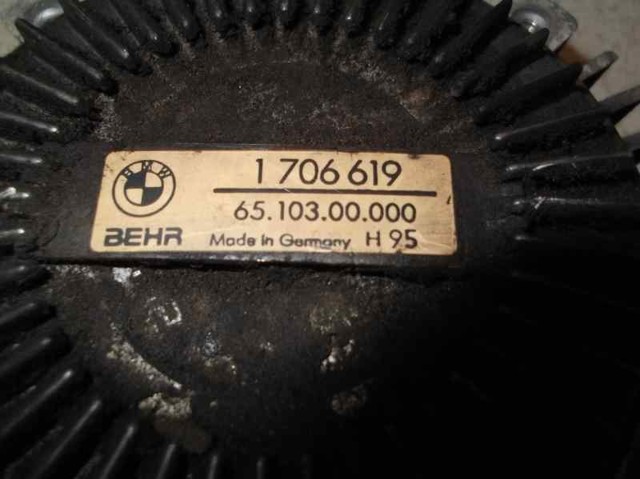 BMW
1 706 619
65.103.00.000
BEHR Made in Germany H 95